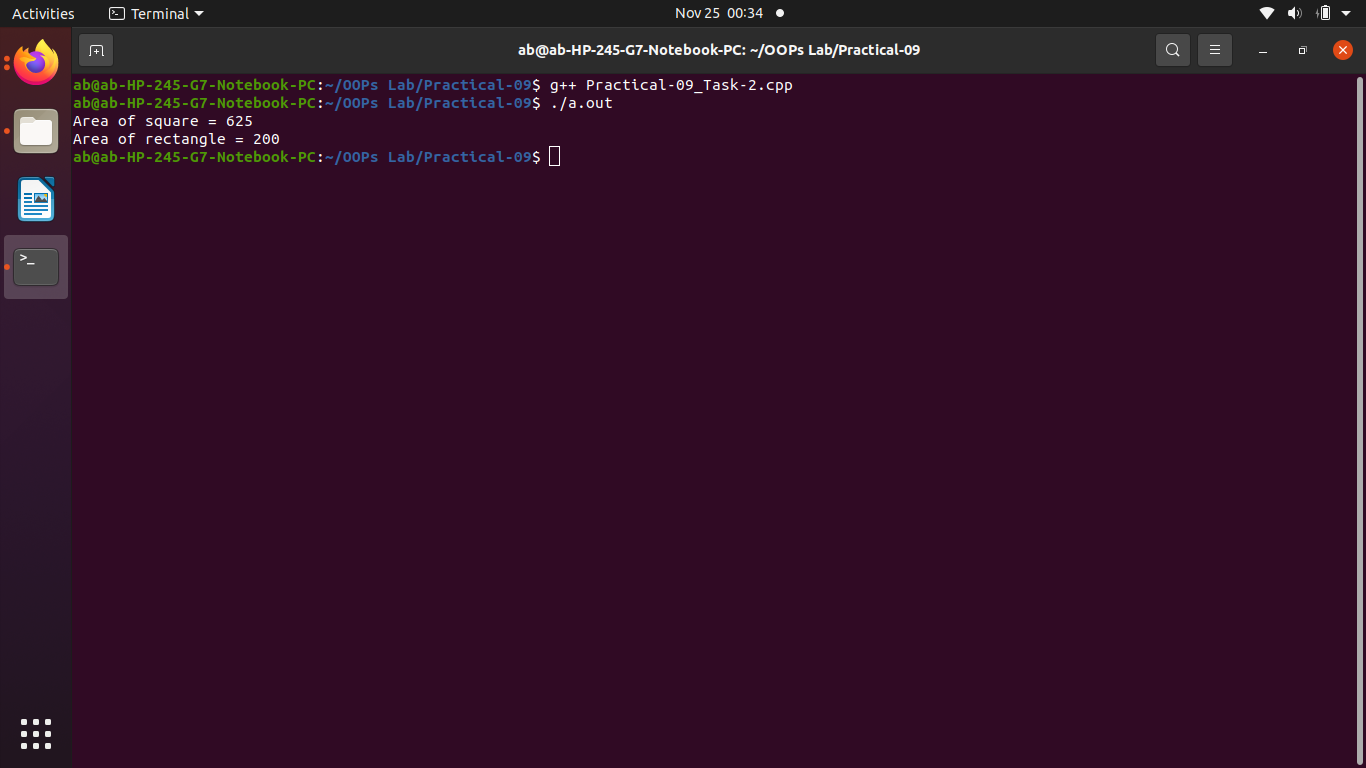 Activities
Terminal
Nov 25 00:34
ab@ab-HP-245-G7-Notebook-PC: ~/OOPs Lab/Practical-09
ab@ab-HP-245-G7-Notebook-PC:~/OOPs Lab/Practical-09$ g++ Practical-09_Task-2.cpp
ab@ab-HP-245-G7-Notebook-PC:~/OOPs Lab/Practical-09$ ./a.out
Area of square = 625
Area of rectangle = 200
ab@ab-HP-245-G7-Notebook-PC:~/OOPs Lab/Practical-09$